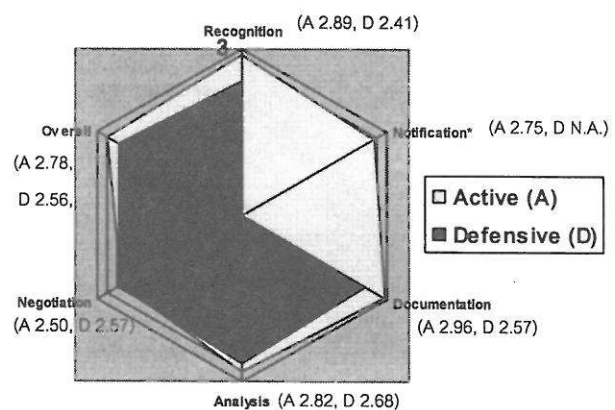 Recognition (A 2.89, D 2.41)
3
Overall
(A 2.78,
D 2.56,
Notification* (A 2.75, D N.A.)
Active (A)
Defensive (D)
Negotiation
(A 2.50, D 2.57)
Documentation
(A 2.96, D 2.57)
Analysis (A 2.82, D 2.68)